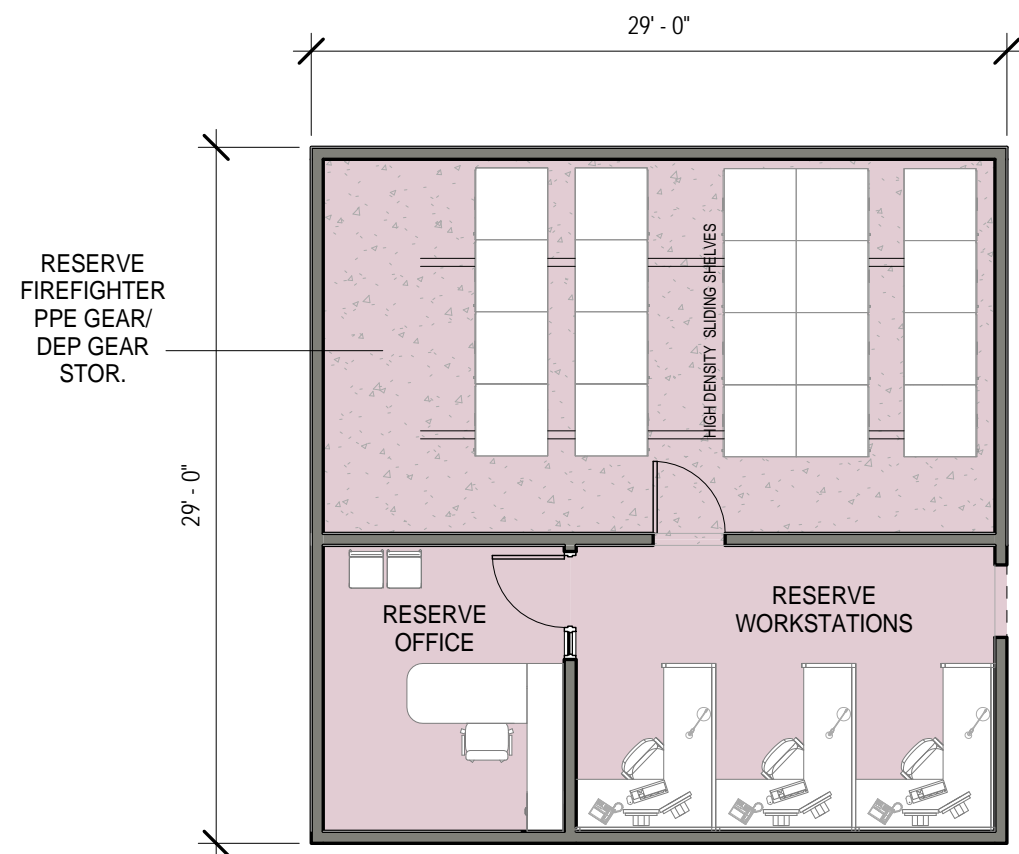 29' - 0"
RESERVE
FIREFIGHTER
PPE GEAR/
DEP GEAR
STOR.
HIGH DENSITY SLIDING SHELVES
29' - 0"
RESERVE
OFFICE
RESERVE
WORKSTATIONS